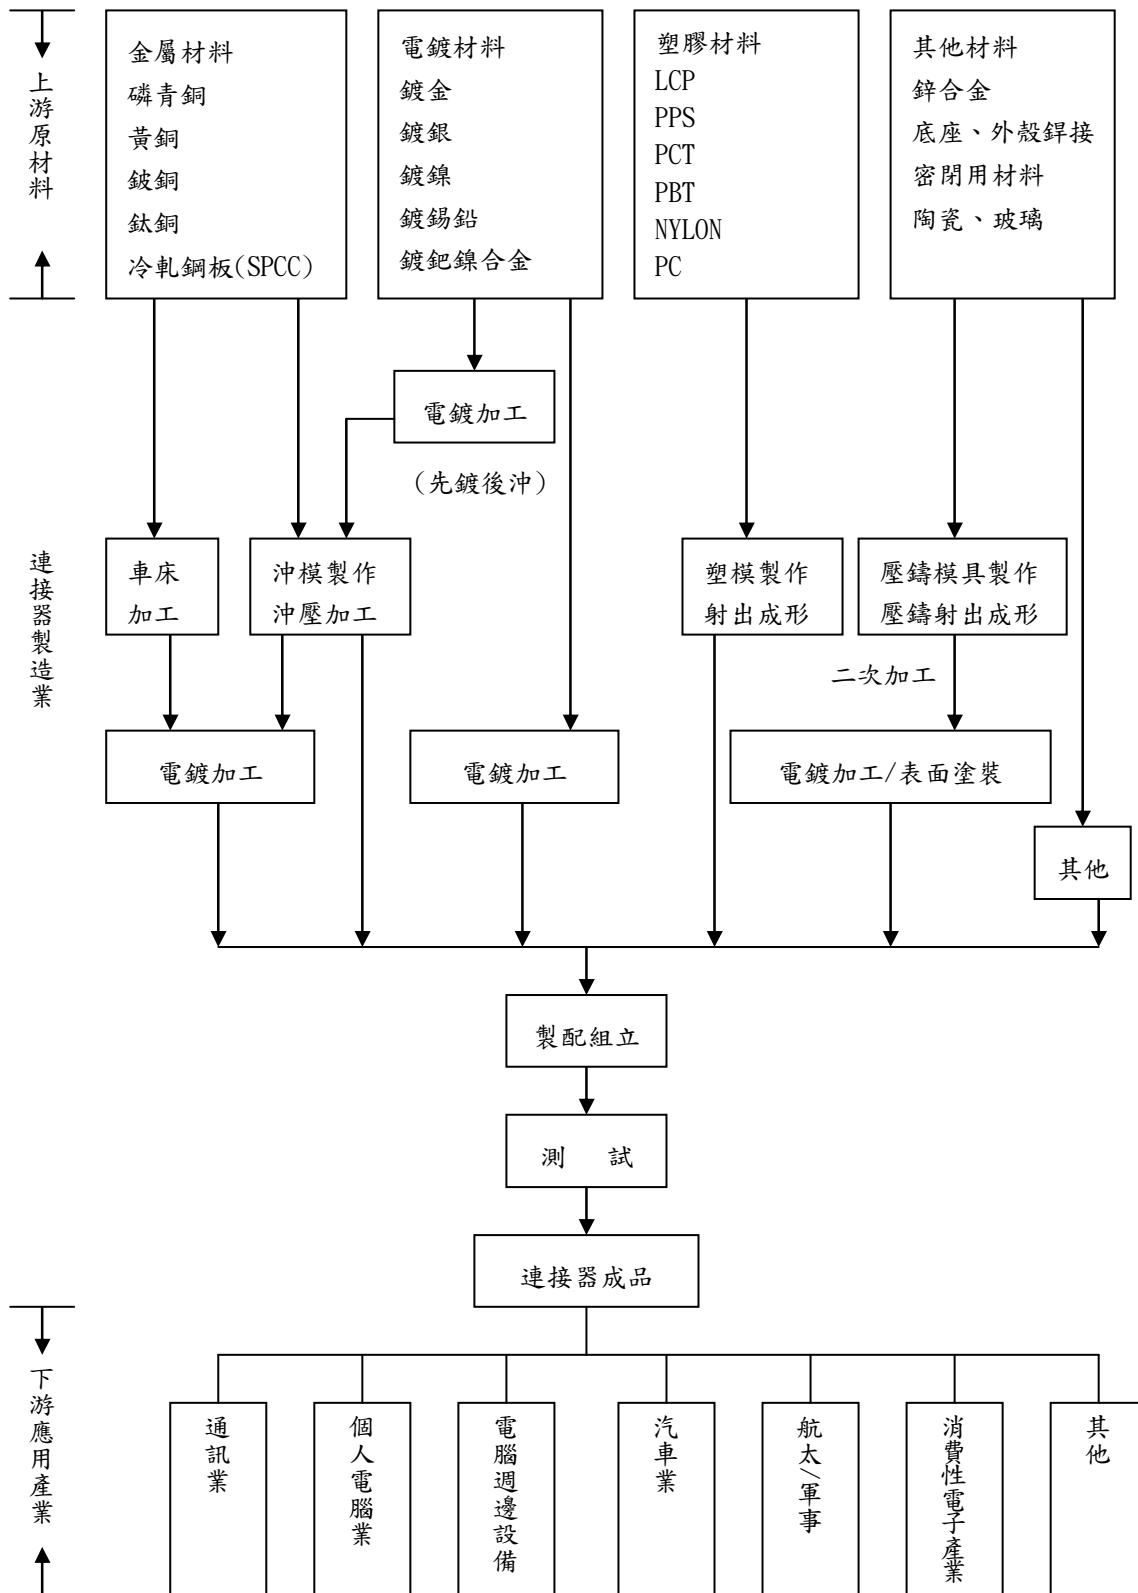 上游原材料
金屬材料
磷青銅
黃銅
鈹銅
鈦銅
冷軋鋼板(SPCC)
電鍍材料
鍍金
鍍銀
鍍鎳
鍍錫鉛
鍍鈀鎳合金
塑膠材料
LCP
PPS
PCT
PBT
NYLON
PC
其他材料
鋅合金
底座、外殼銲接
密閉用材料
陶瓷、玻璃
連接器製造業
電鍍加工
(先鍍後沖)
車床
加工
沖模製作
沖壓加工
塑模製作
射出成形
壓鑄模具製作
壓鑄射出成形
二次加工
電鍍加工
電鍍加工
電鍍加工/表面塗裝
其他
製配組立
測 試
連接器成品
下游應用產業
通訊業
個人電腦業
電腦週邊設備
汽車業
航太/軍事
消費性電子產業
其他